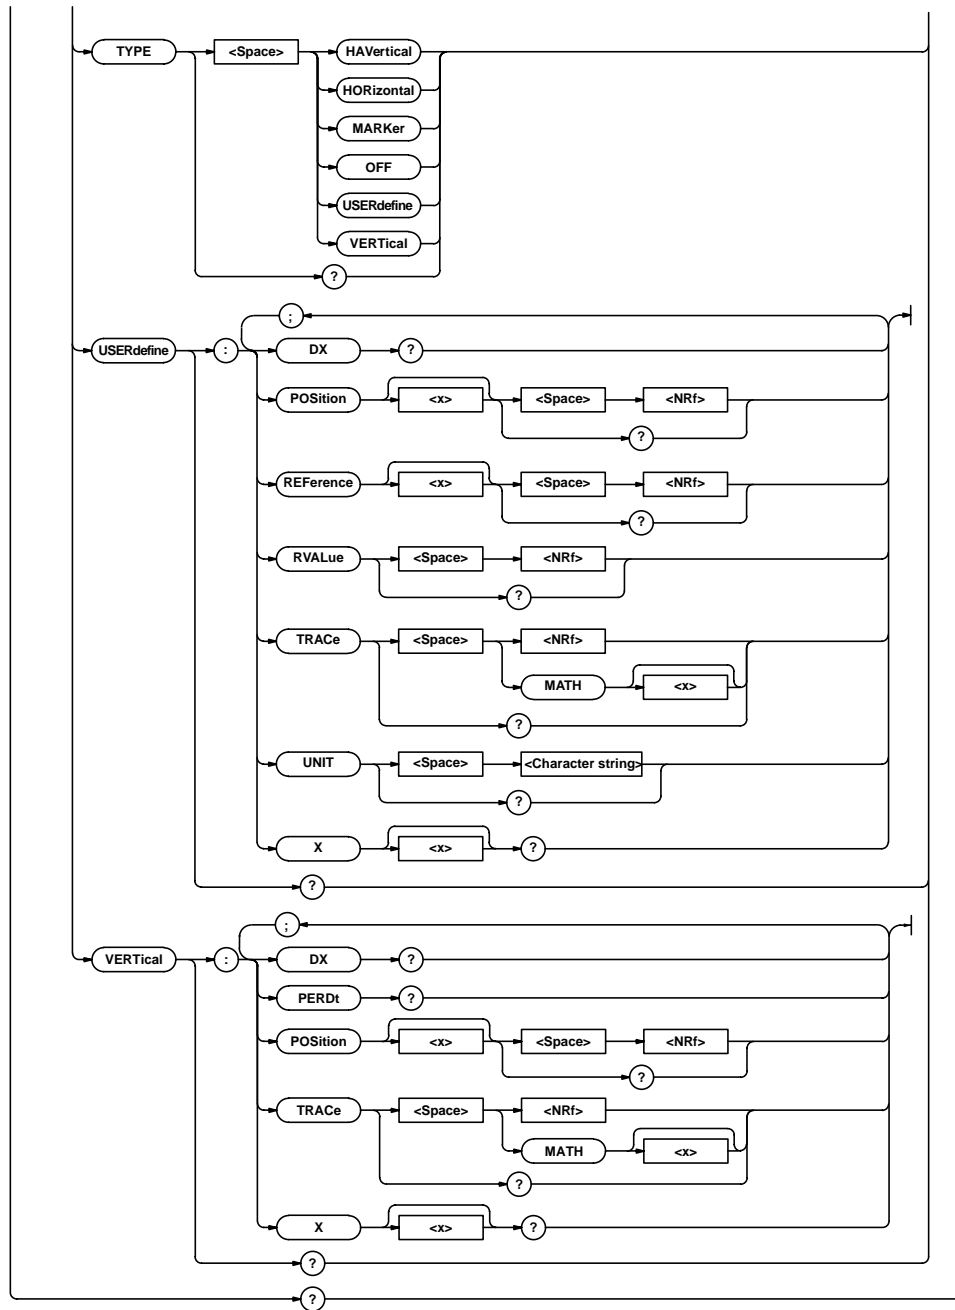 TYPE <Space> HAVertical
HORizontal
MARKer
OFF
USERdefine
VERTical
?
;
USERdefine : DX ?
POSition <x> <Space> <NRf>
?
REFerence <x> <Space> <NRf>
?
RVALue <Space> <NRf>
?
TRACe <Space> <NRf>
MATH <x>
?
UNIT <Space> <Character string>
?
X <x> ?
?
;
VERTical : DX ?
PERDt ?
POSition <x> <Space> <NRf>
?
TRACe <Space> <NRf>
MATH <x>
?
X <x> ?
?
?